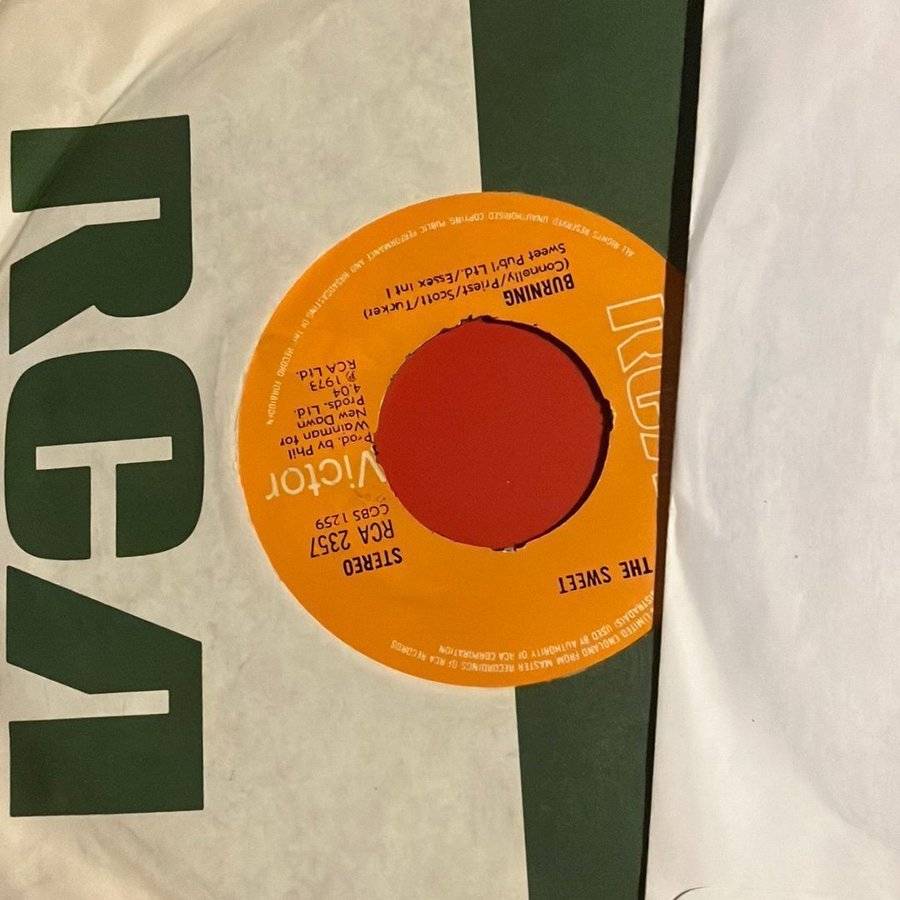 RCA
RCA
Victor
THE SWEET
STEREO
RCA 2357
CCBS 1259
Prod. by Phil
Wainman for
New Dawn
Prods. Ltd.
4.04
℗ 1973
RCA Ltd.
BURNING
(Connolly/Priest/Scott/Tucker)
Sweet Pub'l Ltd./Essex Int'l
LIMITED ENGLAND FROM MASTER RECORDINGS OF RCA RECORDS
USED BY AUTHORITY OF RCA CORPORATION
ALL RIGHTS RESERVED UNAUTHORISED COPYING PUBLIC PERFORMANCE AND BROADCASTING OF THIS RECORD FORBIDDEN